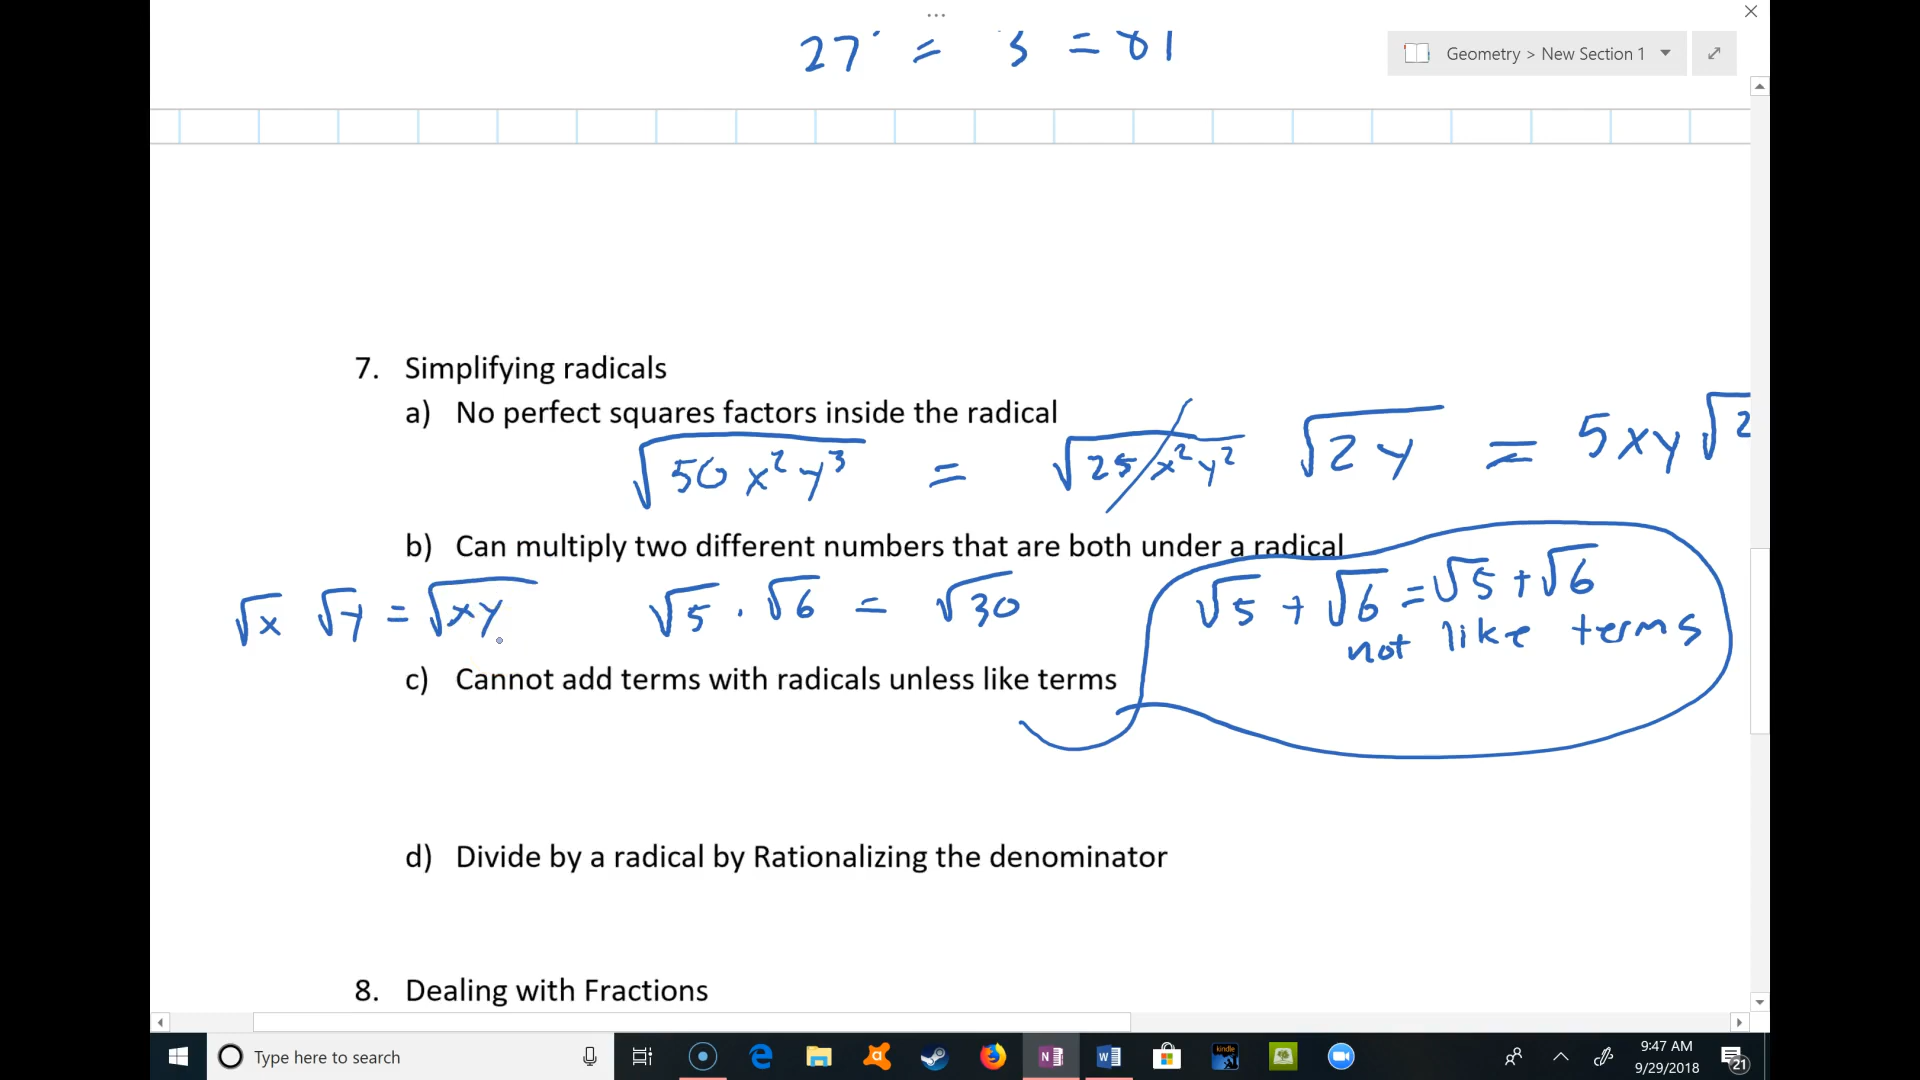 ...
27 = 3 = 81
Geometry > New Section 1
7. Simplifying radicals
a) No perfect squares factors inside the radical
√50x²y³ = √25x²y² √2y = 5xy√2
b) Can multiply two different numbers that are both under a radical
√x √y = √xy √5 · √6 = √30 √5 + √6 = √5 + √6
not like terms
c) Cannot add terms with radicals unless like terms
d) Divide by a radical by Rationalizing the denominator
8. Dealing with Fractions
Type here to search
kindle
9:47 AM
9/29/2018
21